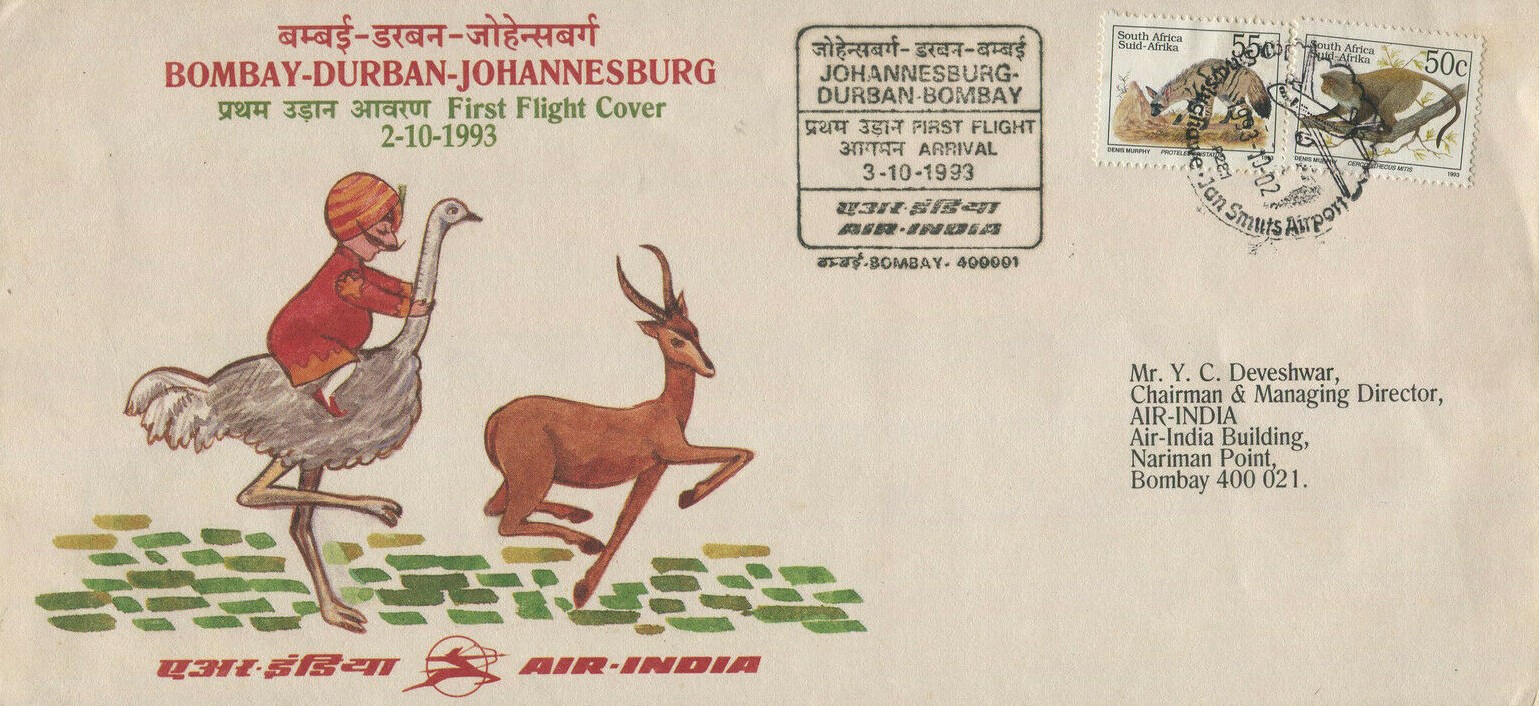 बम्बई-डरबन-जोहेन्सबर्ग
BOMBAY-DURBAN-JOHANNESBURG
प्रथम उड़ान आवरण First Flight Cover
2-10-1993
जोहेन्सबर्ग-डरबन-बम्बई
JOHANNESBURG-
DURBAN-BOMBAY
प्रथम उड़ान FIRST FLIGHT
आगमन ARRIVAL
3-10-1993
एअर-इंडिया
AIR-INDIA
बम्बई-BOMBAY-400001
South Africa
Suid-Afrika
55c
DENIS MURPHY
1993
South Africa
Suid-Afrika
50c
DENIS MURPHY CERCOPITHECUS MITIS 1993
1993-10-02
Jan Smuts Airport
Mr. Y. C. Deveshwar,
Chairman & Managing Director,
AIR-INDIA
Air-India Building,
Nariman Point,
Bombay 400 021.
एअर-इंडिया AIR-INDIA